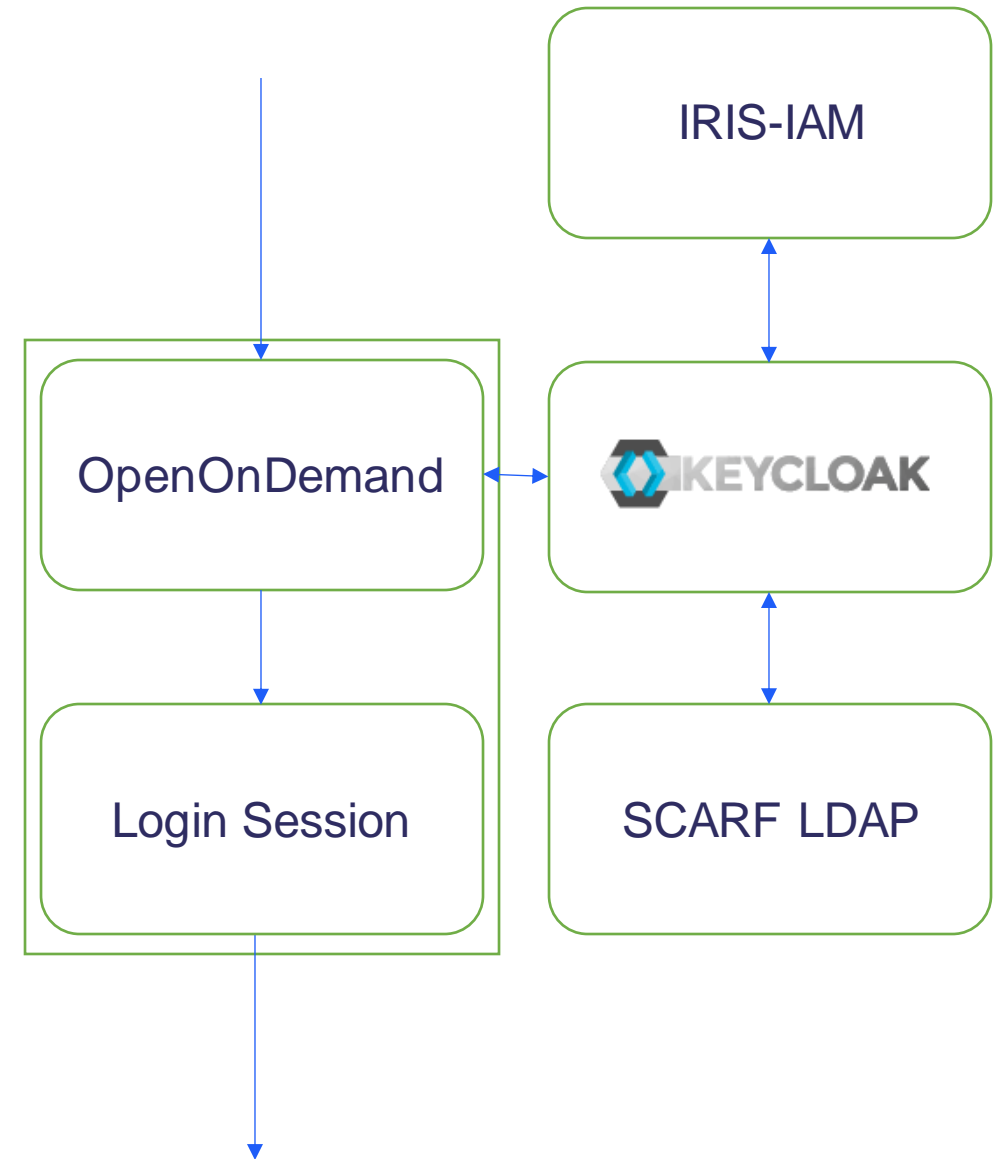 IRIS-IAM
OpenOnDemand
KEYCLOAK
Login Session
SCARF LDAP